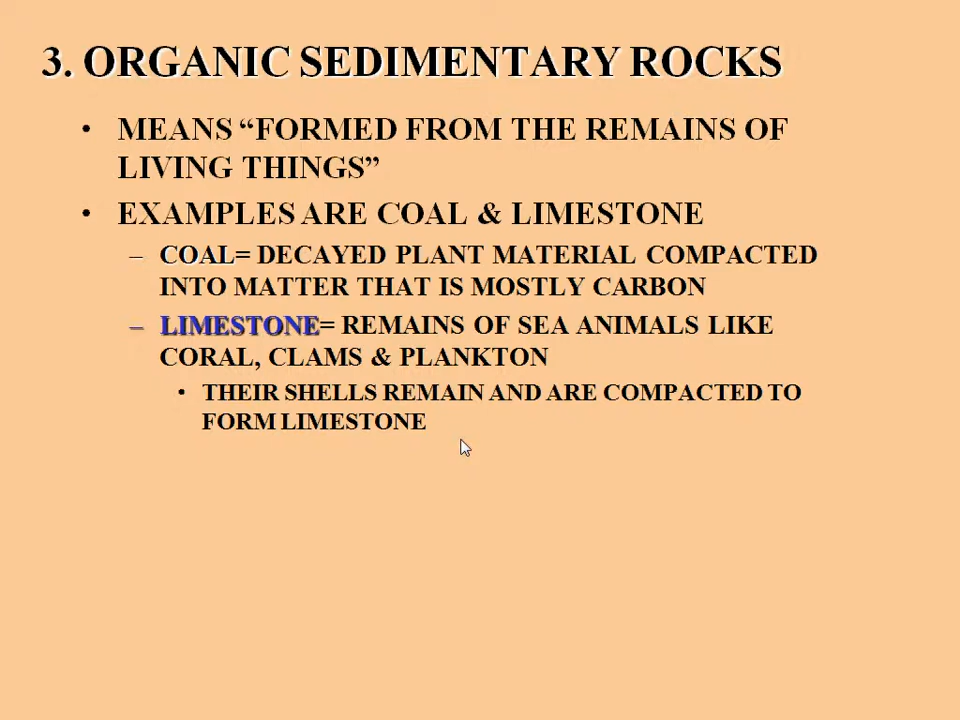 3. ORGANIC SEDIMENTARY ROCKS
• MEANS “FORMED FROM THE REMAINS OF
LIVING THINGS”
• EXAMPLES ARE COAL & LIMESTONE
– COAL= DECAYED PLANT MATERIAL COMPACTED
INTO MATTER THAT IS MOSTLY CARBON
– LIMESTONE= REMAINS OF SEA ANIMALS LIKE
CORAL, CLAMS & PLANKTON
• THEIR SHELLS REMAIN AND ARE COMPACTED TO
FORM LIMESTONE